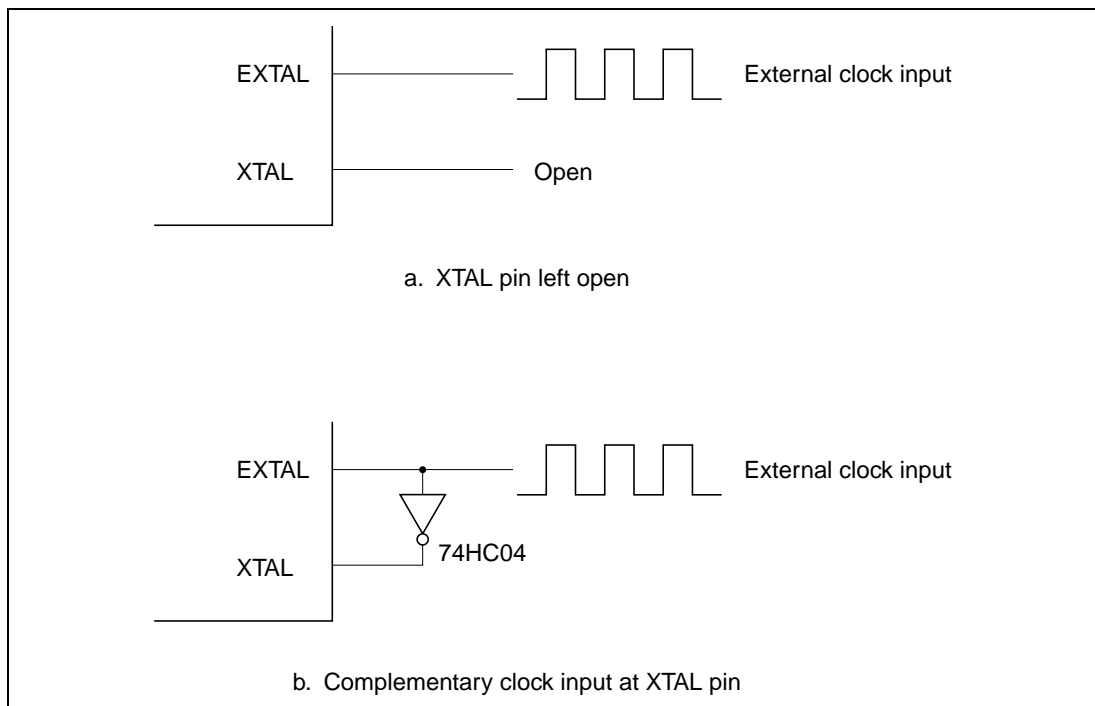 EXTAL
External clock input
XTAL
Open
a. XTAL pin left open
EXTAL
External clock input
74HC04
XTAL
b. Complementary clock input at XTAL pin